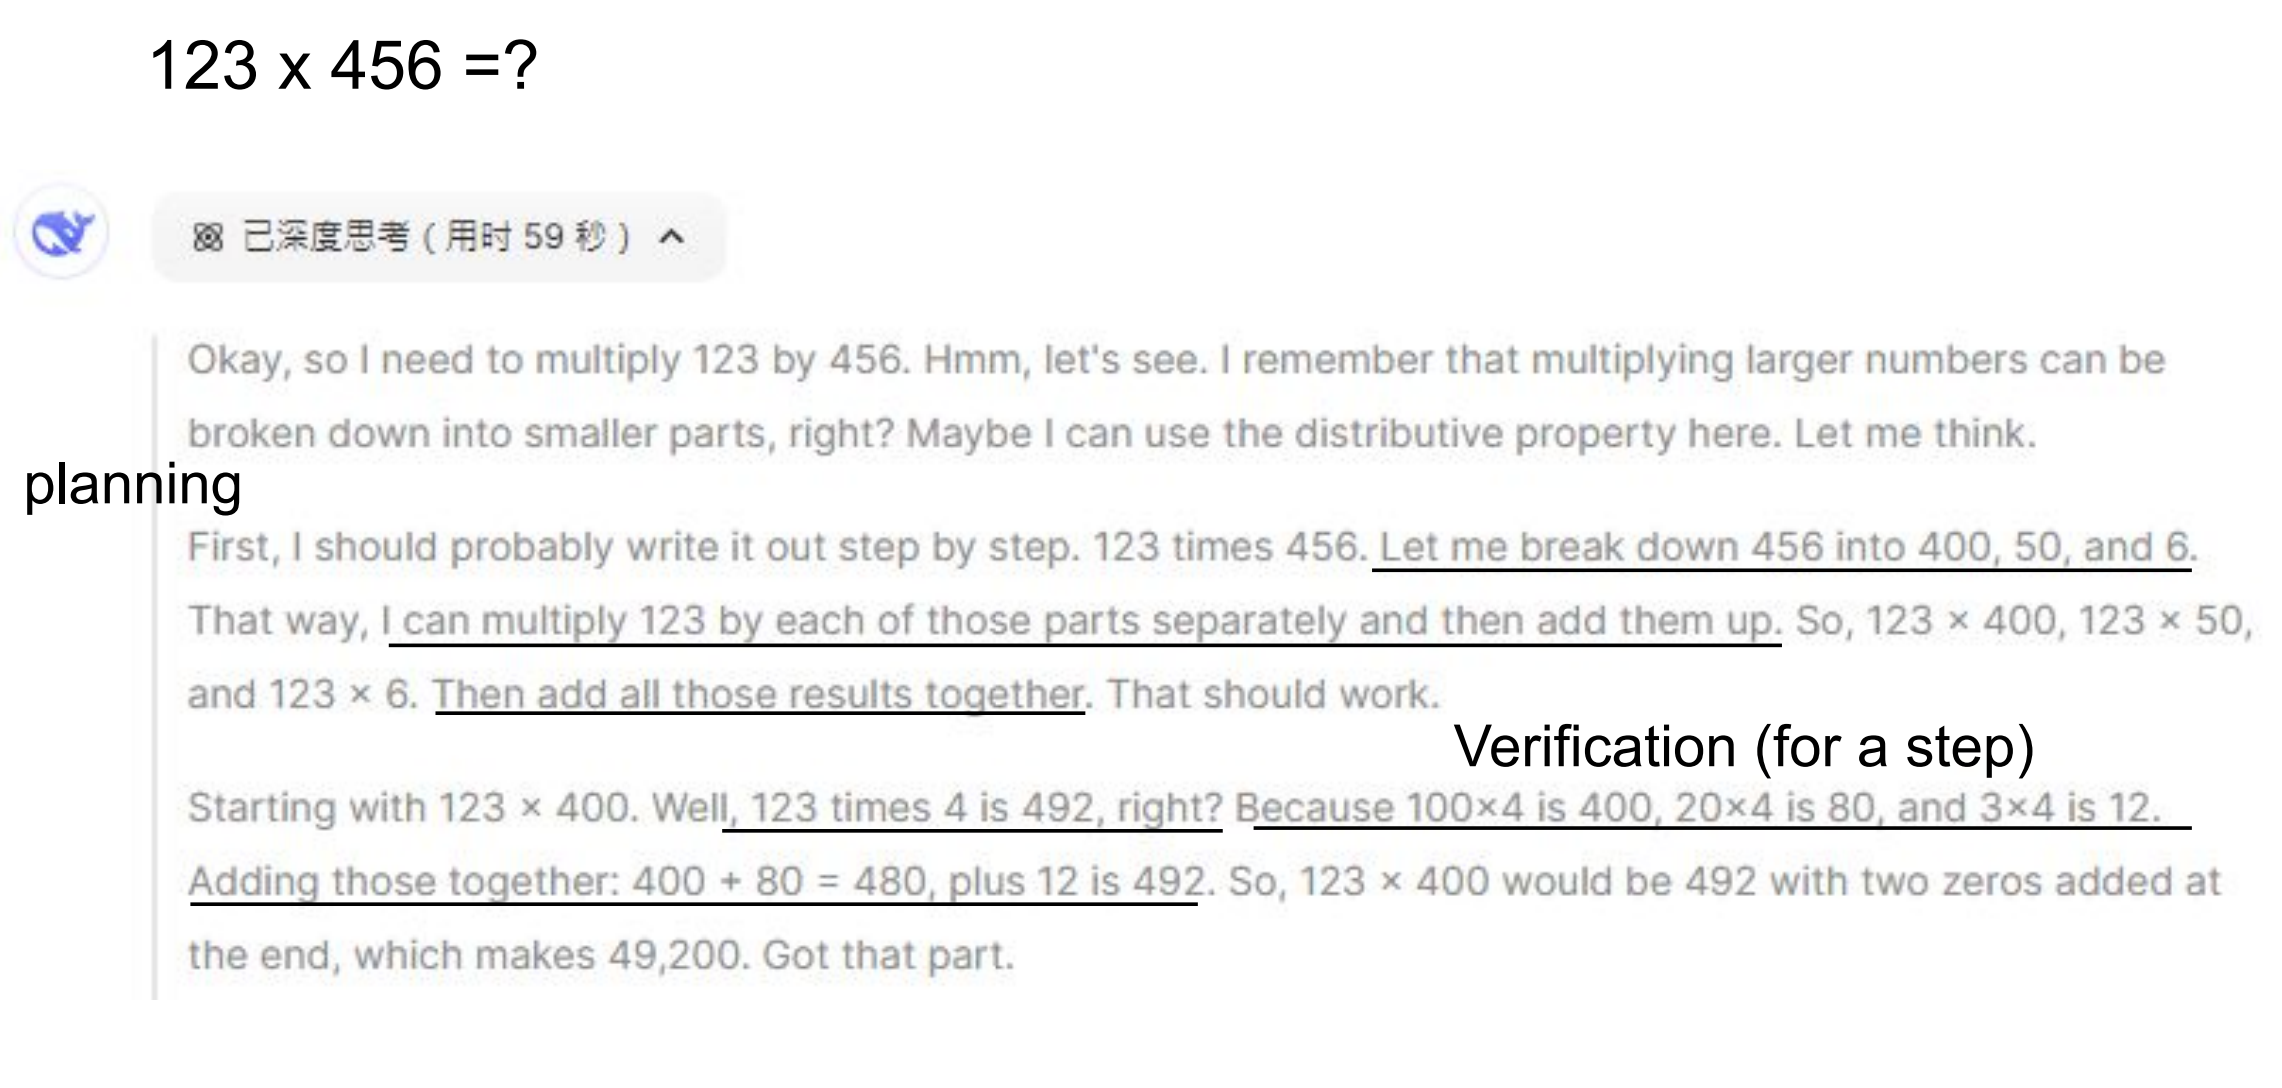 123 x 456 =?
已深度思考 ( 用时 59 秒 )
Okay, so I need to multiply 123 by 456. Hmm, let's see. I remember that multiplying larger numbers can be
broken down into smaller parts, right? Maybe I can use the distributive property here. Let me think.
planning
First, I should probably write it out step by step. 123 times 456. Let me break down 456 into 400, 50, and 6.
That way, I can multiply 123 by each of those parts separately and then add them up. So, 123 × 400, 123 × 50,
and 123 × 6. Then add all those results together. That should work.
Verification (for a step)
Starting with 123 × 400. Well, 123 times 4 is 492, right? Because 100×4 is 400, 20×4 is 80, and 3×4 is 12.
Adding those together: 400 + 80 = 480, plus 12 is 492. So, 123 × 400 would be 492 with two zeros added at
the end, which makes 49,200. Got that part.